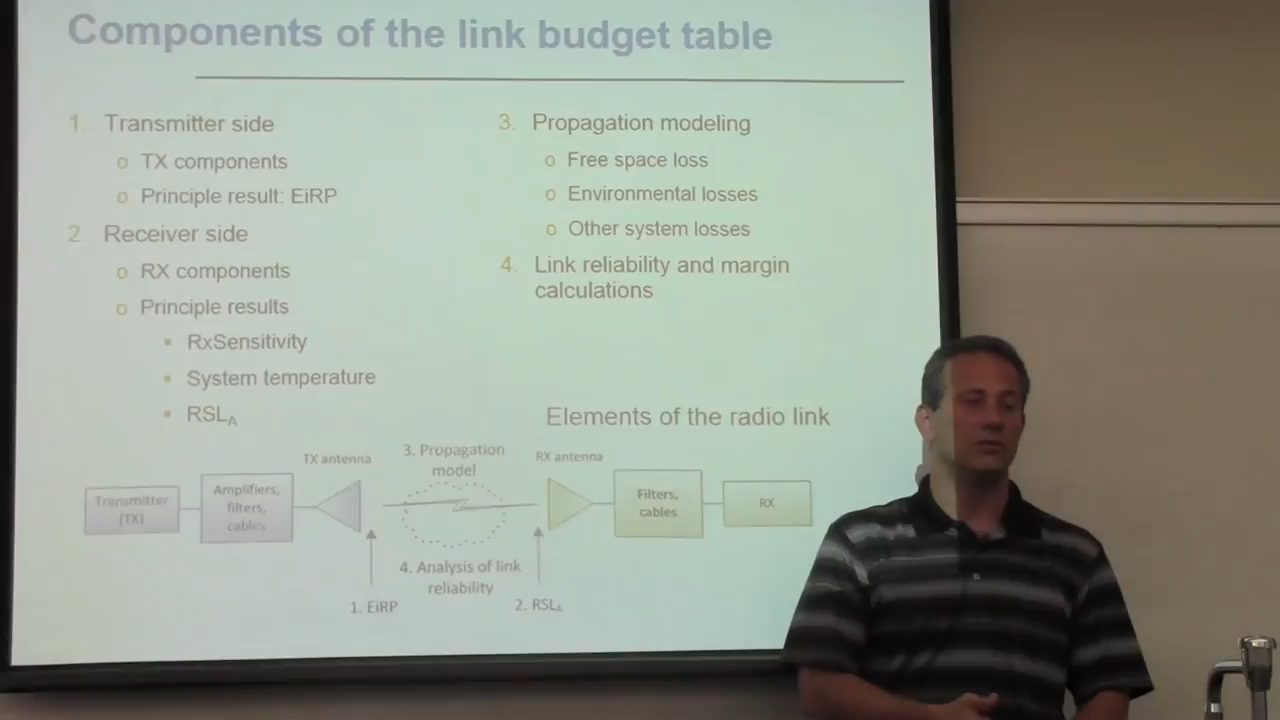 Components of the link budget table
1. Transmitter side
o TX components
o Principle result: EiRP
2 Receiver side
o RX components
o Principle results
▪ RxSensitivity
▪ System temperature
▪ RSLA
3. Propagation modeling
o Free space loss
o Environmental losses
o Other system losses
4. Link reliability and margin
calculations
Elements of the radio link
Transmitter
(TX)
Amplifiers,
filters,
cables
TX antenna
3. Propagation
model
RX antenna
Filters,
cables
RX
4. Analysis of link
reliability
1. EiRP
2. RSLA